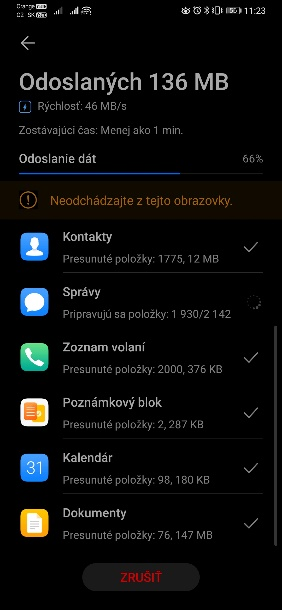 Orange
O2 - SK
11:23
Odoslaných 136 MB
Rýchlosť: 46 MB/s
Zostávajúci čas: Menej ako 1 min.
Odoslanie dát 66%
Neodchádzajte z tejto obrazovky.
Kontakty
Presunuté položky: 1775, 12 MB
Správy
Pripravujú sa položky: 1 930/2 142
Zoznam volaní
Presunuté položky: 2000, 376 KB
Poznámkový blok
Presunuté položky: 2, 287 KB
31 Kalendár
Presunuté položky: 98, 180 KB
Dokumenty
Presunuté položky: 76, 147 MB
ZRUŠIŤ